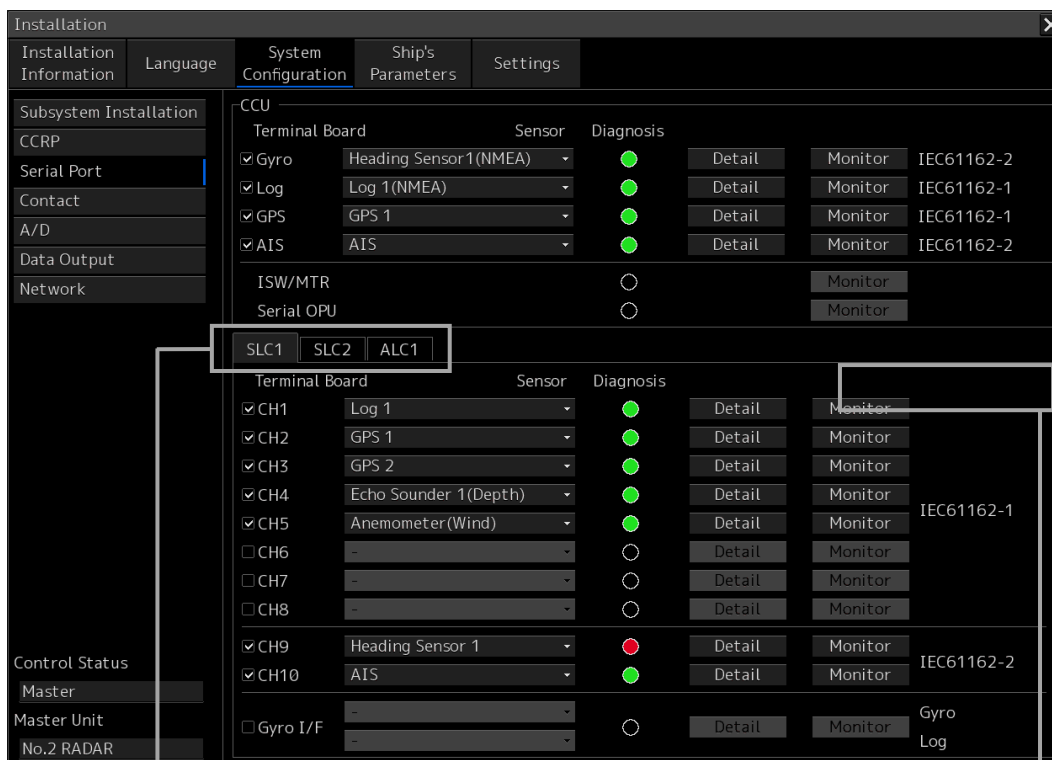 Installation
Installation Information
Language
System Configuration
Ship's Parameters
Settings
Subsystem Installation
CCRP
Serial Port
Contact
A/D
Data Output
Network
Control Status
Master
Master Unit
No.2 RADAR
CCU
Terminal Board Sensor Diagnosis
Gyro Heading Sensor1(NMEA) Detail Monitor IEC61162-2
Log Log 1(NMEA) Detail Monitor IEC61162-1
GPS GPS 1 Detail Monitor IEC61162-1
AIS AIS Detail Monitor IEC61162-2
ISW/MTR Monitor
Serial OPU Monitor
SLC1 SLC2 ALC1
Terminal Board Sensor Diagnosis
CH1 Log 1 Detail Monitor
CH2 GPS 1 Detail Monitor
CH3 GPS 2 Detail Monitor
CH4 Echo Sounder 1(Depth) Detail Monitor
IEC61162-1
CH5 Anemometer(Wind) Detail Monitor
CH6 - Detail Monitor
CH7 - Detail Monitor
CH8 - Detail Monitor
CH9 Heading Sensor 1 Detail Monitor
IEC61162-2
CH10 AIS Detail Monitor
Gyro I/F - - Detail Monitor
Gyro
Log